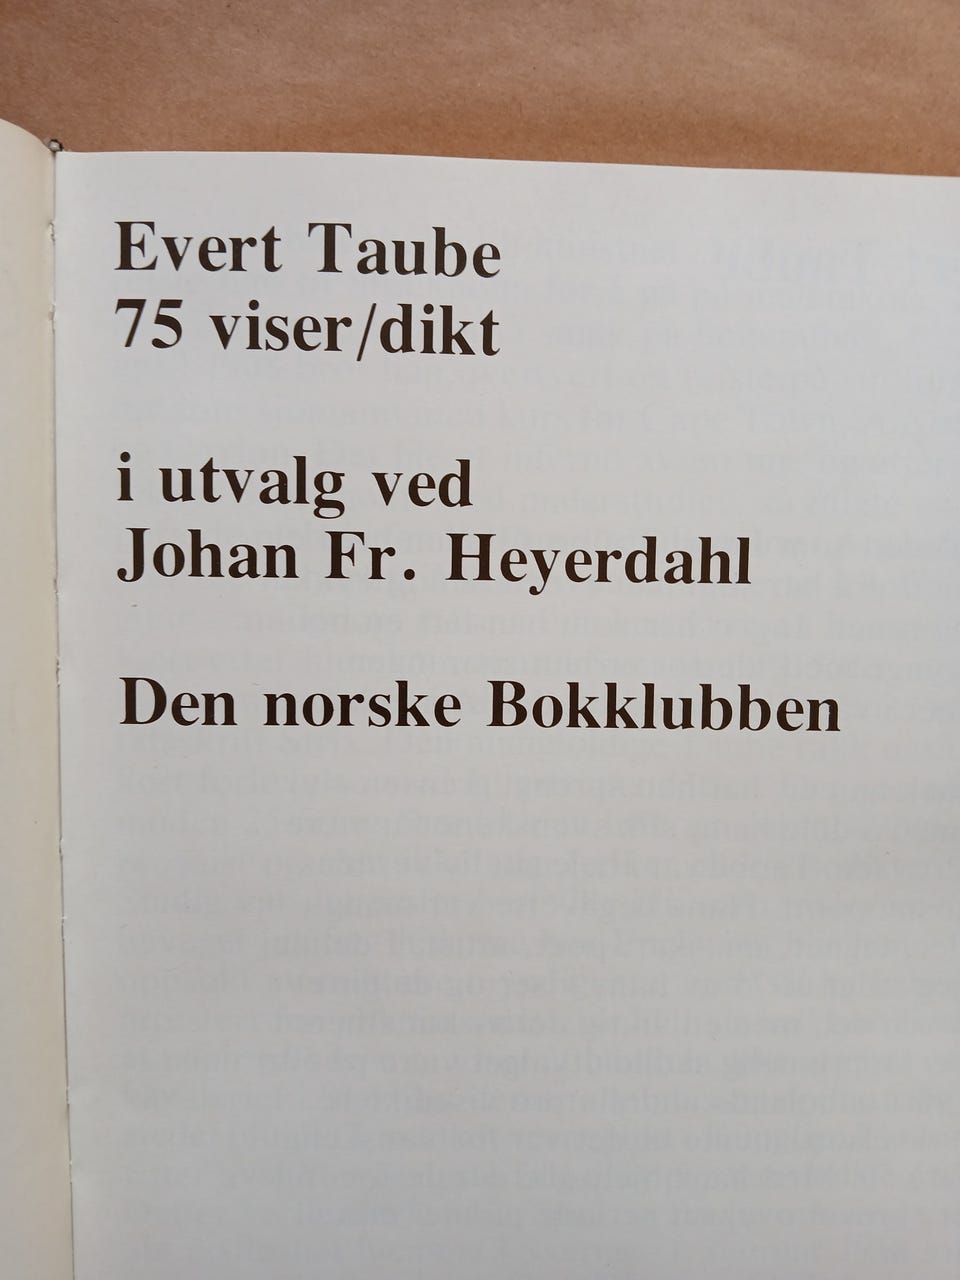 Evert Taube
75 viser/dikt
i utvalg ved
Johan Fr. Heyerdahl
Den norske Bokklubben